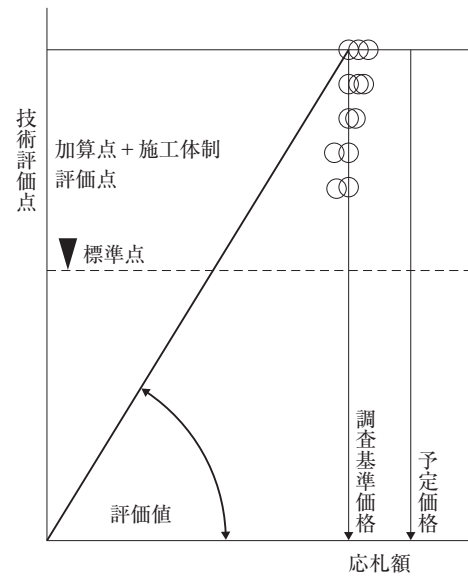 技術評価点
加算点＋施工体制
評価点
標準点
評価値
調査基準価格
予定価格
応札額